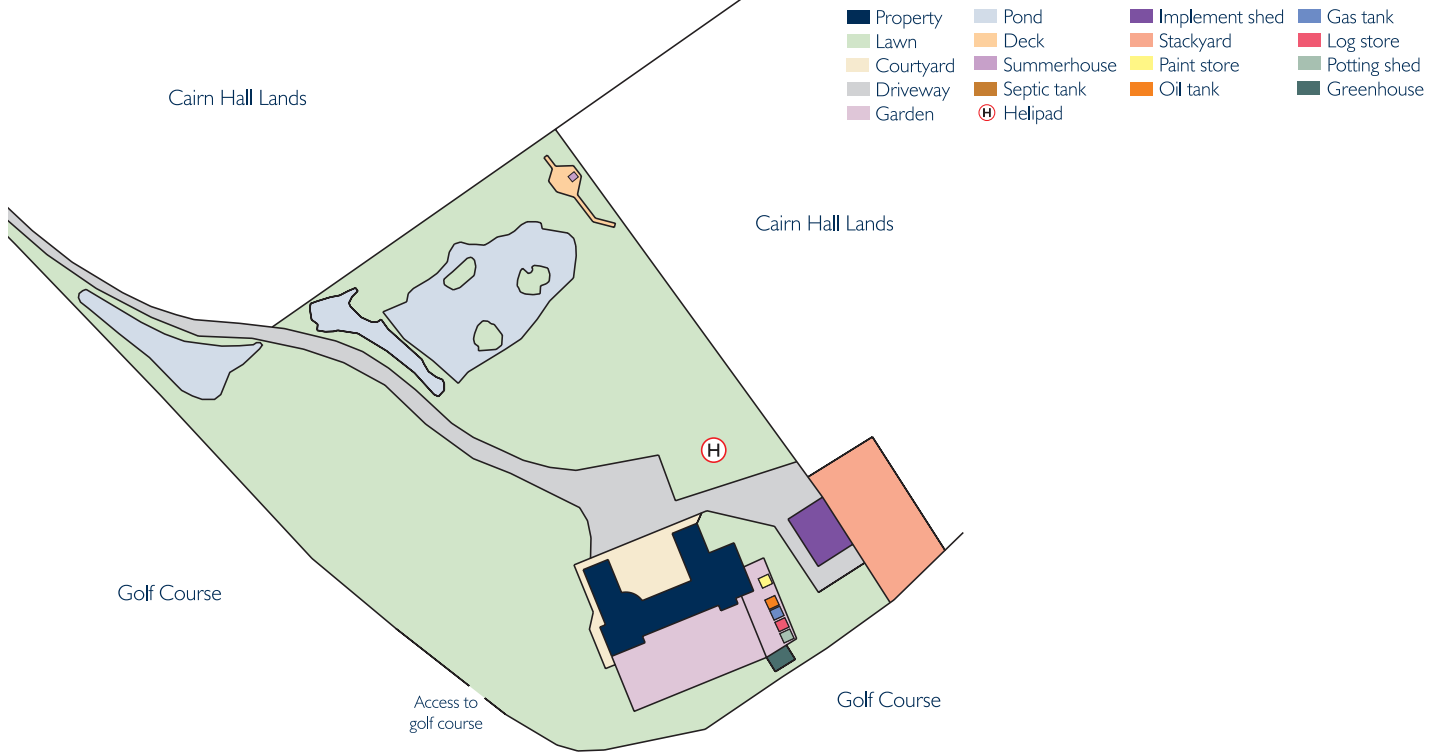 Property
Lawn
Courtyard
Driveway
Garden
Pond
Deck
Summerhouse
Septic tank
H Helipad
Implement shed
Stackyard
Paint store
Oil tank
Gas tank
Log store
Potting shed
Greenhouse
Cairn Hall Lands
Cairn Hall Lands
H
Golf Course
Access to
golf course
Golf Course